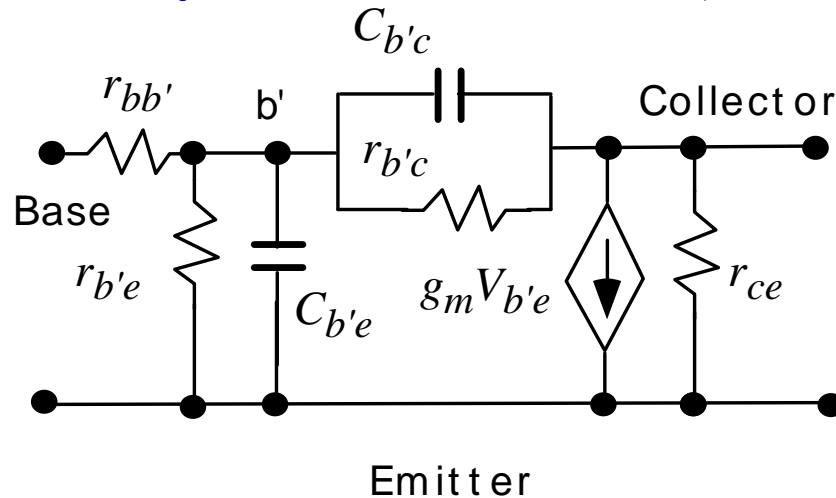 C_{b'c}
r_{bb'}
b'
Collector
r_{b'c}
Base
r_{b'e}
C_{b'e}
g_m V_{b'e}
r_{ce}
Emitter